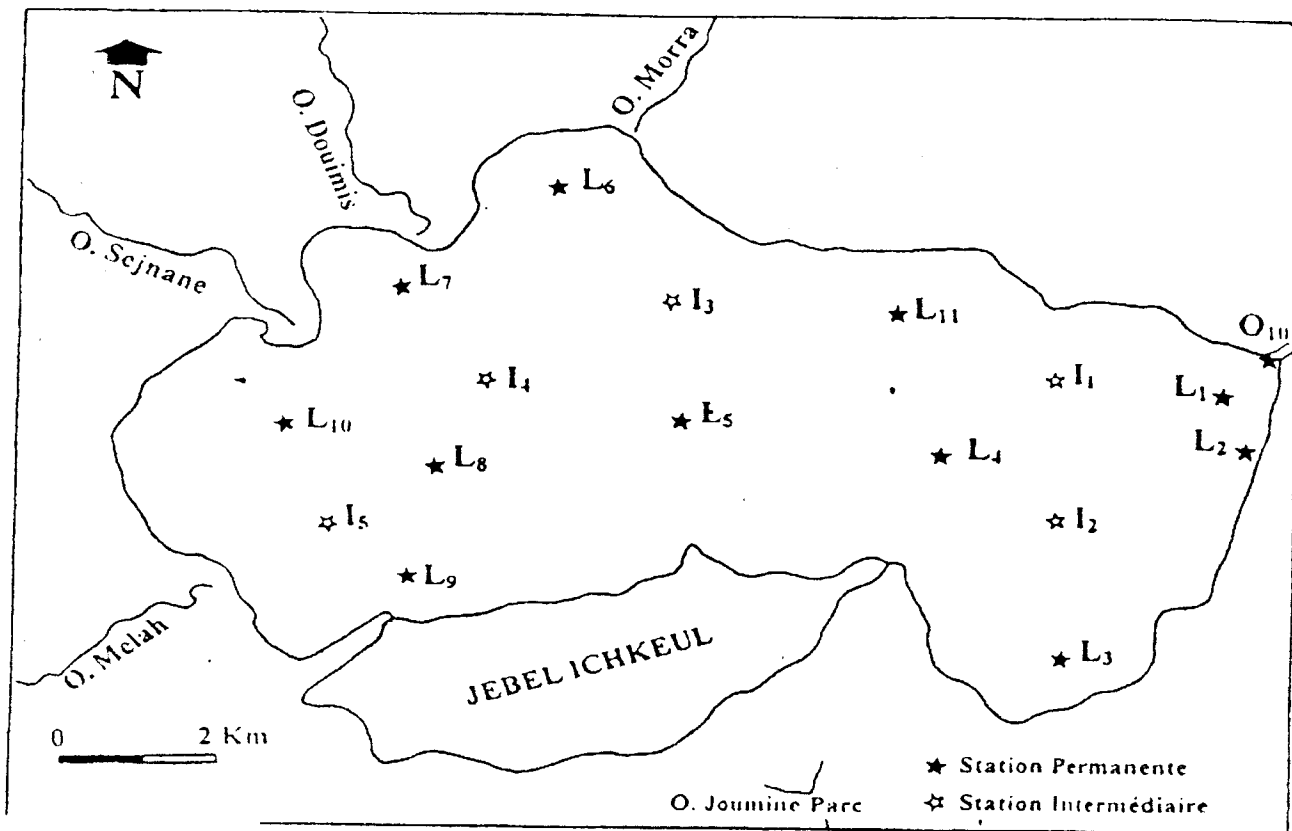 N
O. Morra
O. Douimis
O. Sejnane
L6
L7
I3
L11
O10
I4
I1
L1
L10
L5
L2
L8
L4
I5
I2
L9
O. Melah
JEBEL ICHKEUL
L3
0 2 Km
★ Station Permanente
O. Joumine Parc
☆ Station Intermédiaire